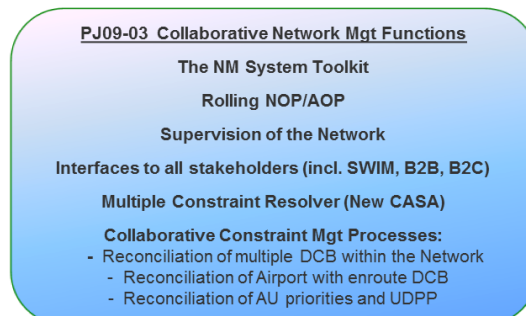 PJ09-03 Collaborative Network Mgt Functions
The NM System Toolkit
Rolling NOP/AOP
Supervision of the Network
Interfaces to all stakeholders (incl. SWIM, B2B, B2C)
Multiple Constraint Resolver (New CASA)
Collaborative Constraint Mgt Processes:
- Reconciliation of multiple DCB within the Network
- Reconciliation of Airport with enroute DCB
- Reconciliation of AU priorities and UDPP